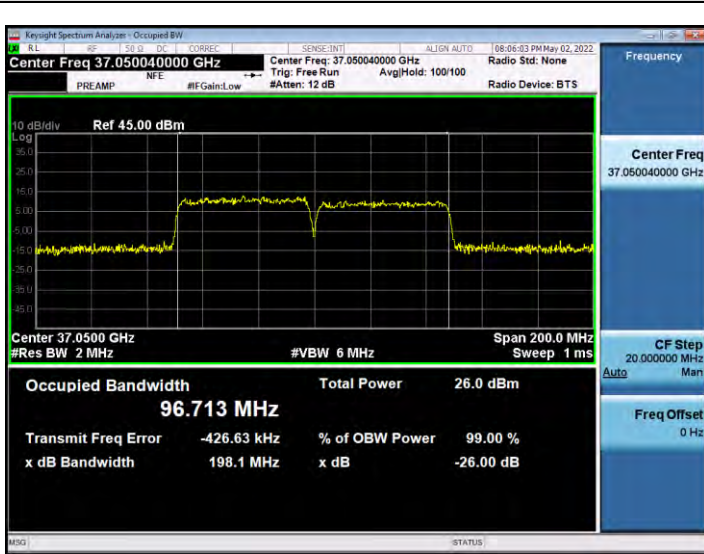 Keysight Spectrum Analyzer - Occupied BW
RL RF 50 Ω DC CORREC SENSE:INT ALIGN AUTO 08:06:03 PM May 02, 2022
Center Freq 37.050040000 GHz Center Freq: 37.050040000 GHz Radio Std: None
NFE Trig: Free Run Avg|Hold: 100/100
PREAMP #IFGain:Low #Atten: 12 dB Radio Device: BTS
Frequency
10 dB/div Ref 45.00 dBm
Log
35.0
25.0
15.0
5.00
-5.00
-15.0
-25.0
-35.0
-45.0
Center Freq
37.050040000 GHz
Center 37.0500 GHz Span 200.0 MHz
#Res BW 2 MHz #VBW 6 MHz Sweep 1 ms
CF Step
20.000000 MHz
Auto Man
Occupied Bandwidth Total Power 26.0 dBm
96.713 MHz
Transmit Freq Error -426.63 kHz % of OBW Power 99.00 %
x dB Bandwidth 198.1 MHz x dB -26.00 dB
Freq Offset
0 Hz
MSG STATUS